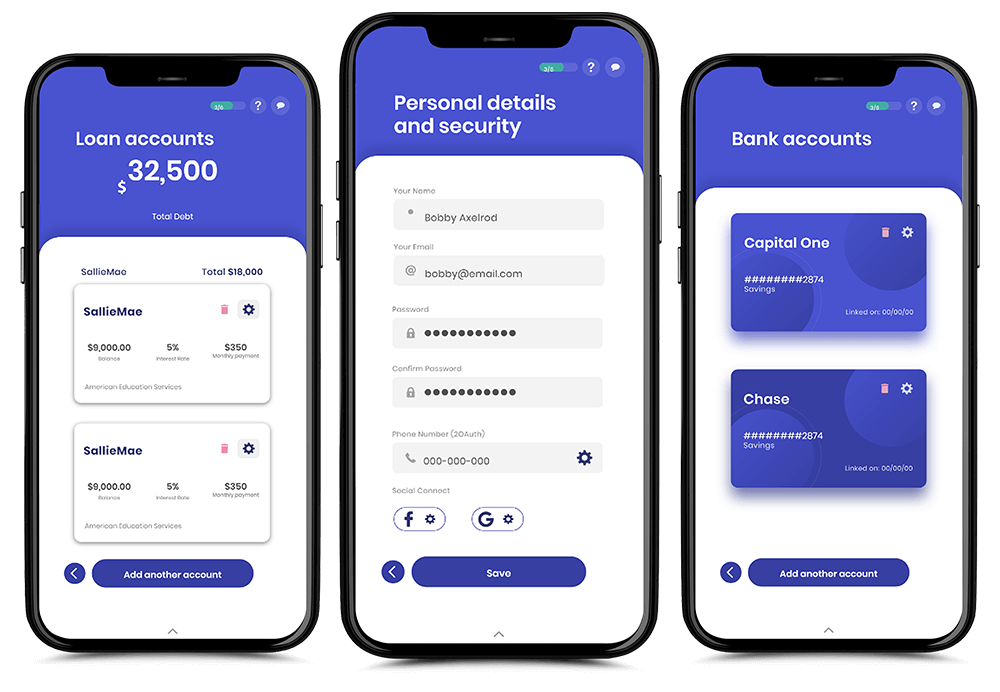 3/6
?
Loan accounts
$32,500
Total Debt
SallieMae Total $18,000
SallieMae
$9,000.00 5% $350
Balance Interest Rate Monthly payment
American Education Services
SallieMae
$9,000.00 5% $350
Balance Interest Rate Monthly payment
American Education Services
Add another account
3/6
?
Personal details
and security
Your Name
Bobby Axelrod
Your Email
@ bobby@email.com
Password
Confirm Password
Phone Number (2OAuth)
000-000-000
Social Connect
f G
Save
3/6
?
Bank accounts
Capital One
########2874
Savings
Linked on: 00/00/00
Chase
########2874
Savings
Linked on: 00/00/00
Add another account